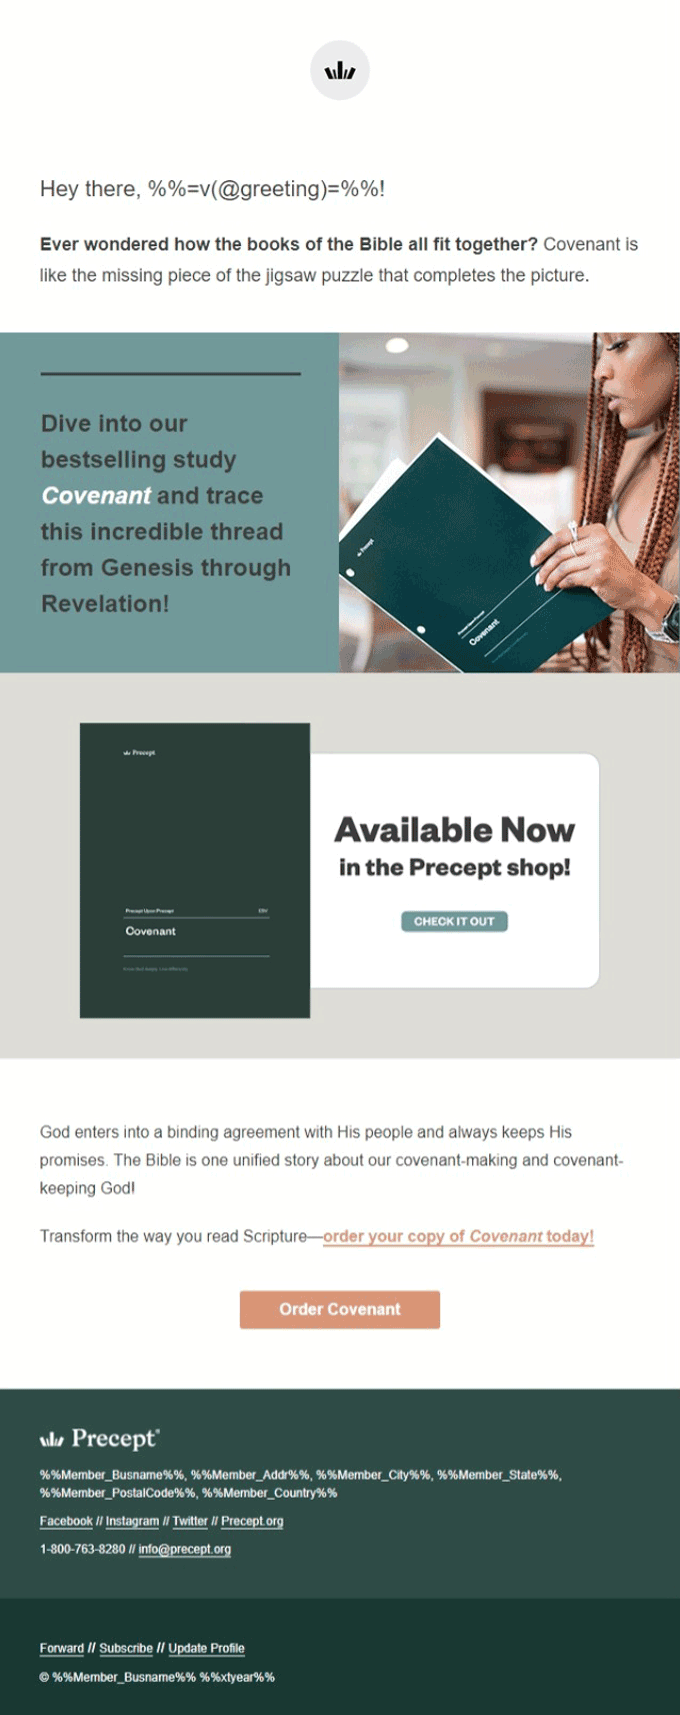 Hey there, %%=v(@greeting)=%%!
Ever wondered how the books of the Bible all fit together? Covenant is
like the missing piece of the jigsaw puzzle that completes the picture.
Dive into our
bestselling study
Covenant and trace
this incredible thread
from Genesis through
Revelation!
Precept
Precept Upon Precept
Covenant
Precept
Precept Upon Precept ESV
Covenant
Available Now
in the Precept shop!
CHECK IT OUT
God enters into a binding agreement with His people and always keeps His
promises. The Bible is one unified story about our covenant-making and covenant-
keeping God!
Transform the way you read Scripture—order your copy of Covenant today!
Order Covenant
Precept®
%%Member_Busname%%, %%Member_Addr%%, %%Member_City%%, %%Member_State%%,
%%Member_PostalCode%%, %%Member_Country%%
Facebook // Instagram // Twitter // Precept.org
1-800-763-8280 // info@precept.org
Forward // Subscribe // Update Profile
© %%Member_Busname%% %%xtyear%%